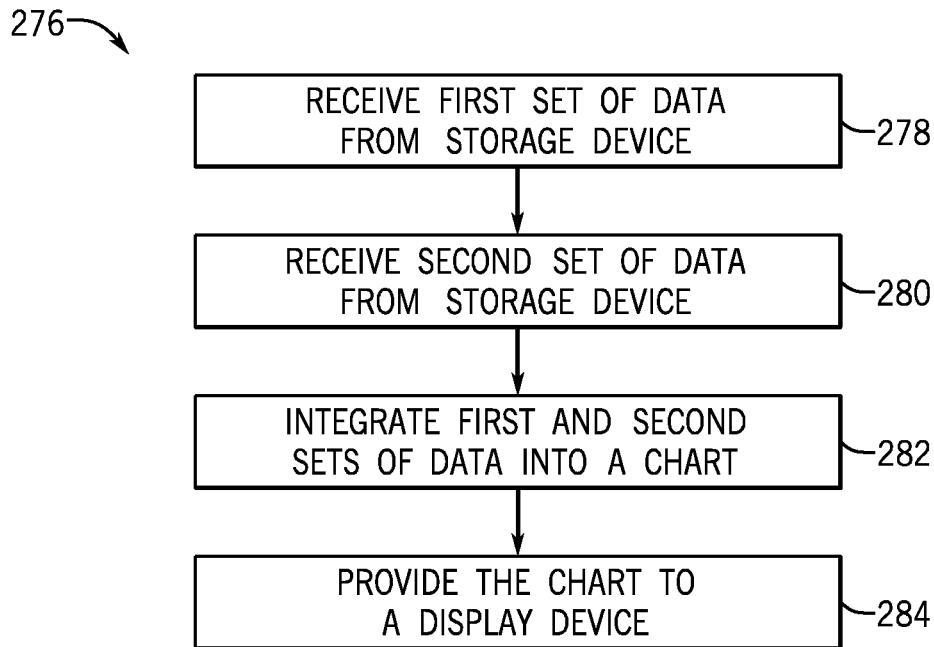 276
RECEIVE FIRST SET OF DATA
FROM STORAGE DEVICE
278
RECEIVE SECOND SET OF DATA
FROM STORAGE DEVICE
280
INTEGRATE FIRST AND SECOND
SETS OF DATA INTO A CHART
282
PROVIDE THE CHART TO
A DISPLAY DEVICE
284